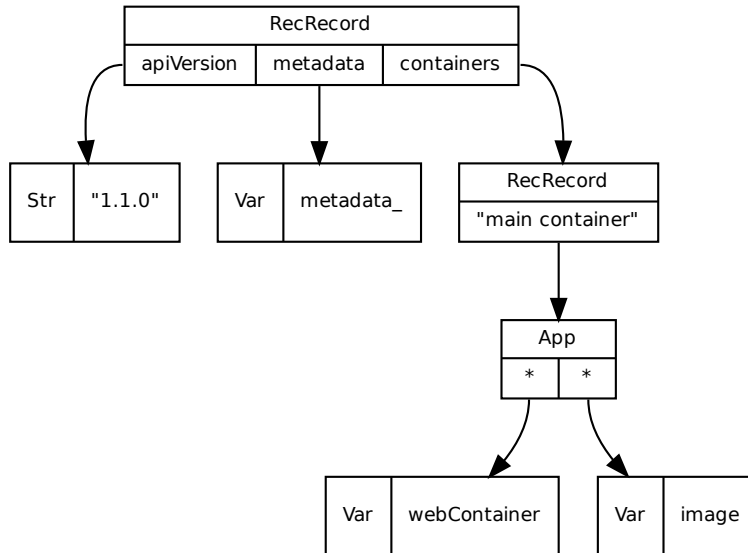 RecRecord
apiVersion metadata containers
Str "1.1.0"
Var metadata_
RecRecord
"main container"
App
* *
Var webContainer
Var image